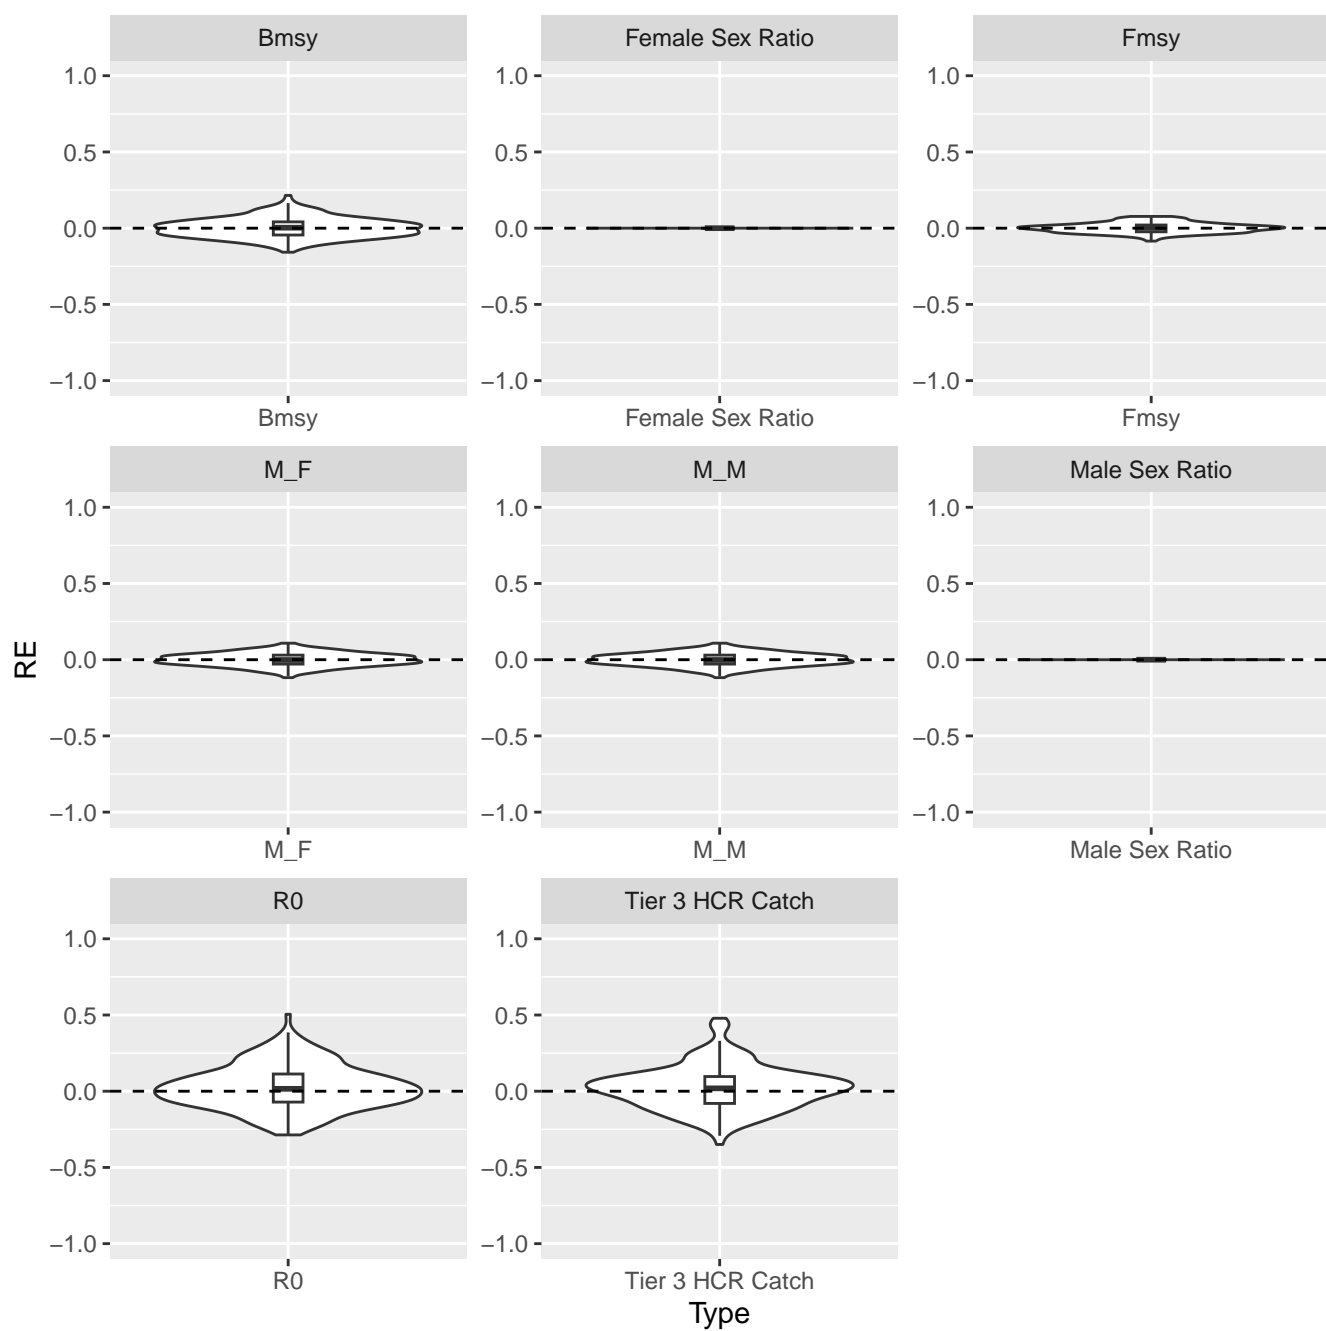 Bmsy Female Sex Ratio Fmsy
1.0 1.0 1.0
0.5 0.5 0.5
0.0 0.0 0.0
−0.5 −0.5 −0.5
−1.0 −1.0 −1.0
Bmsy Female Sex Ratio Fmsy
M_F M_M Male Sex Ratio
1.0 1.0 1.0
0.5 0.5 0.5
RE
0.0 0.0 0.0
−0.5 −0.5 −0.5
−1.0 −1.0 −1.0
M_F M_M Male Sex Ratio
R0 Tier 3 HCR Catch
1.0 1.0
0.5 0.5
0.0 0.0
−0.5 −0.5
−1.0 −1.0
R0 Tier 3 HCR Catch
Type